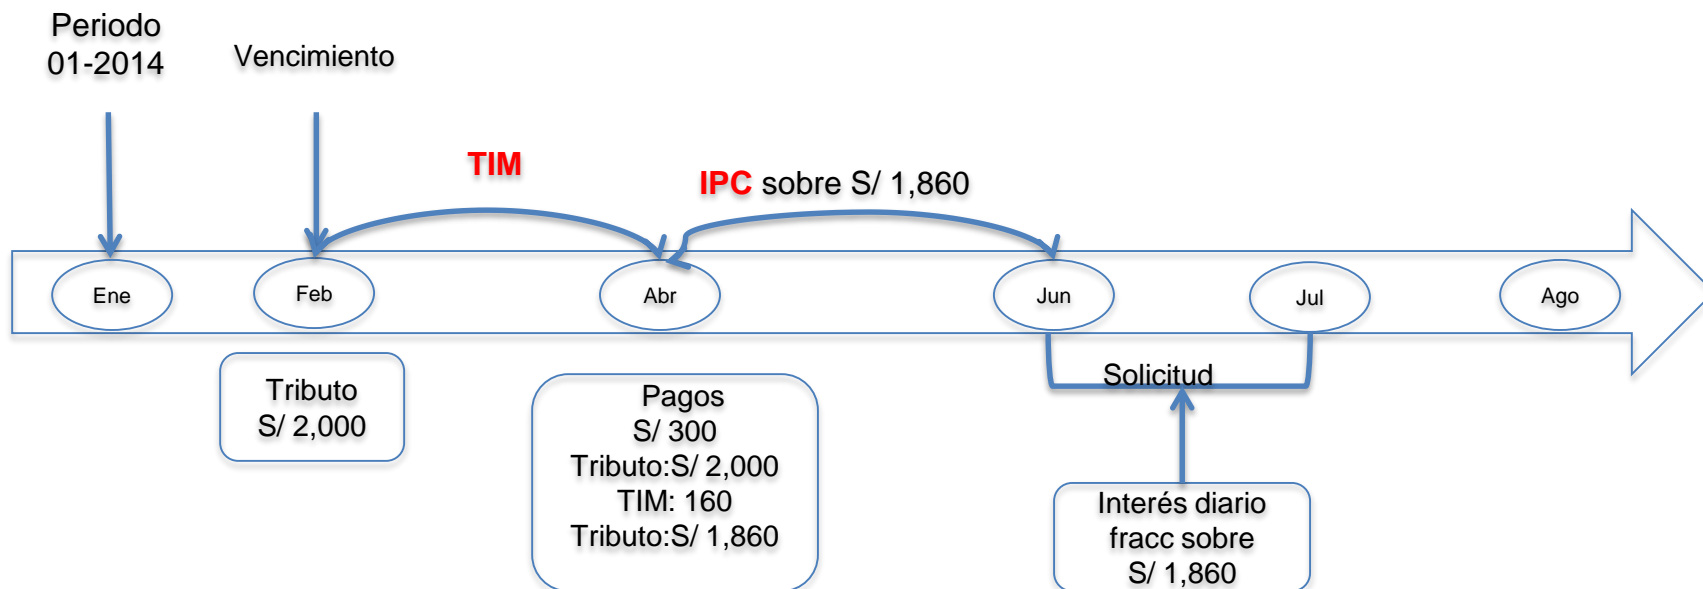 Periodo
01-2014
Vencimiento
TIM
IPC sobre S/ 1,860
Ene
Feb
Abr
Jun
Jul
Ago
Tributo
S/ 2,000
Pagos
S/ 300
Tributo:S/ 2,000
TIM: 160
Tributo:S/ 1,860
Solicitud
Interés diario
fracc sobre
S/ 1,860